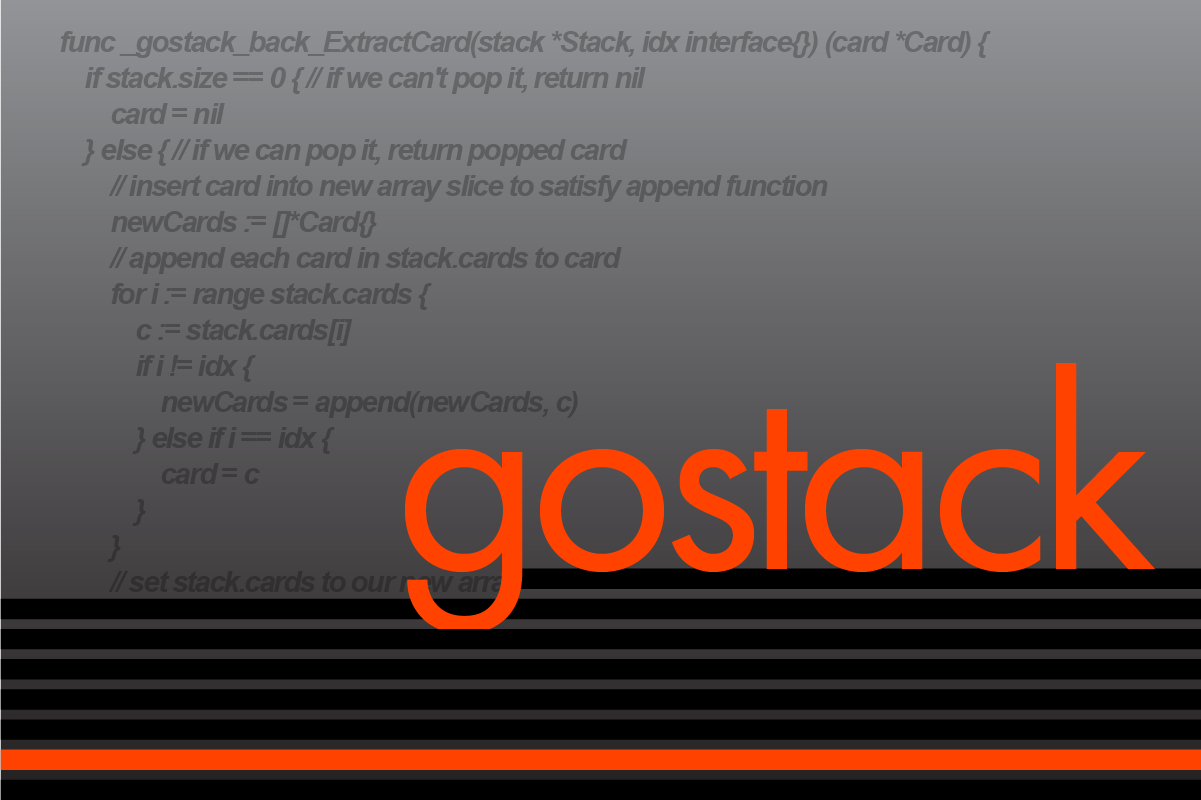 func _gostack_back_ExtractCard(stack *Stack, idx interface{}) (card *Card) {
if stack.size == 0 { // if we can't pop it, return nil
card = nil
} else { // if we can pop it, return popped card
// insert card into new array slice to satisfy append function
newCards := []*Card{}
// append each card in stack.cards to card
for i := range stack.cards {
c := stack.cards[i]
if i != idx {
newCards = append(newCards, c)
} else if i == idx {
card = c
}
}
// set stack.cards to our new arra
gostack